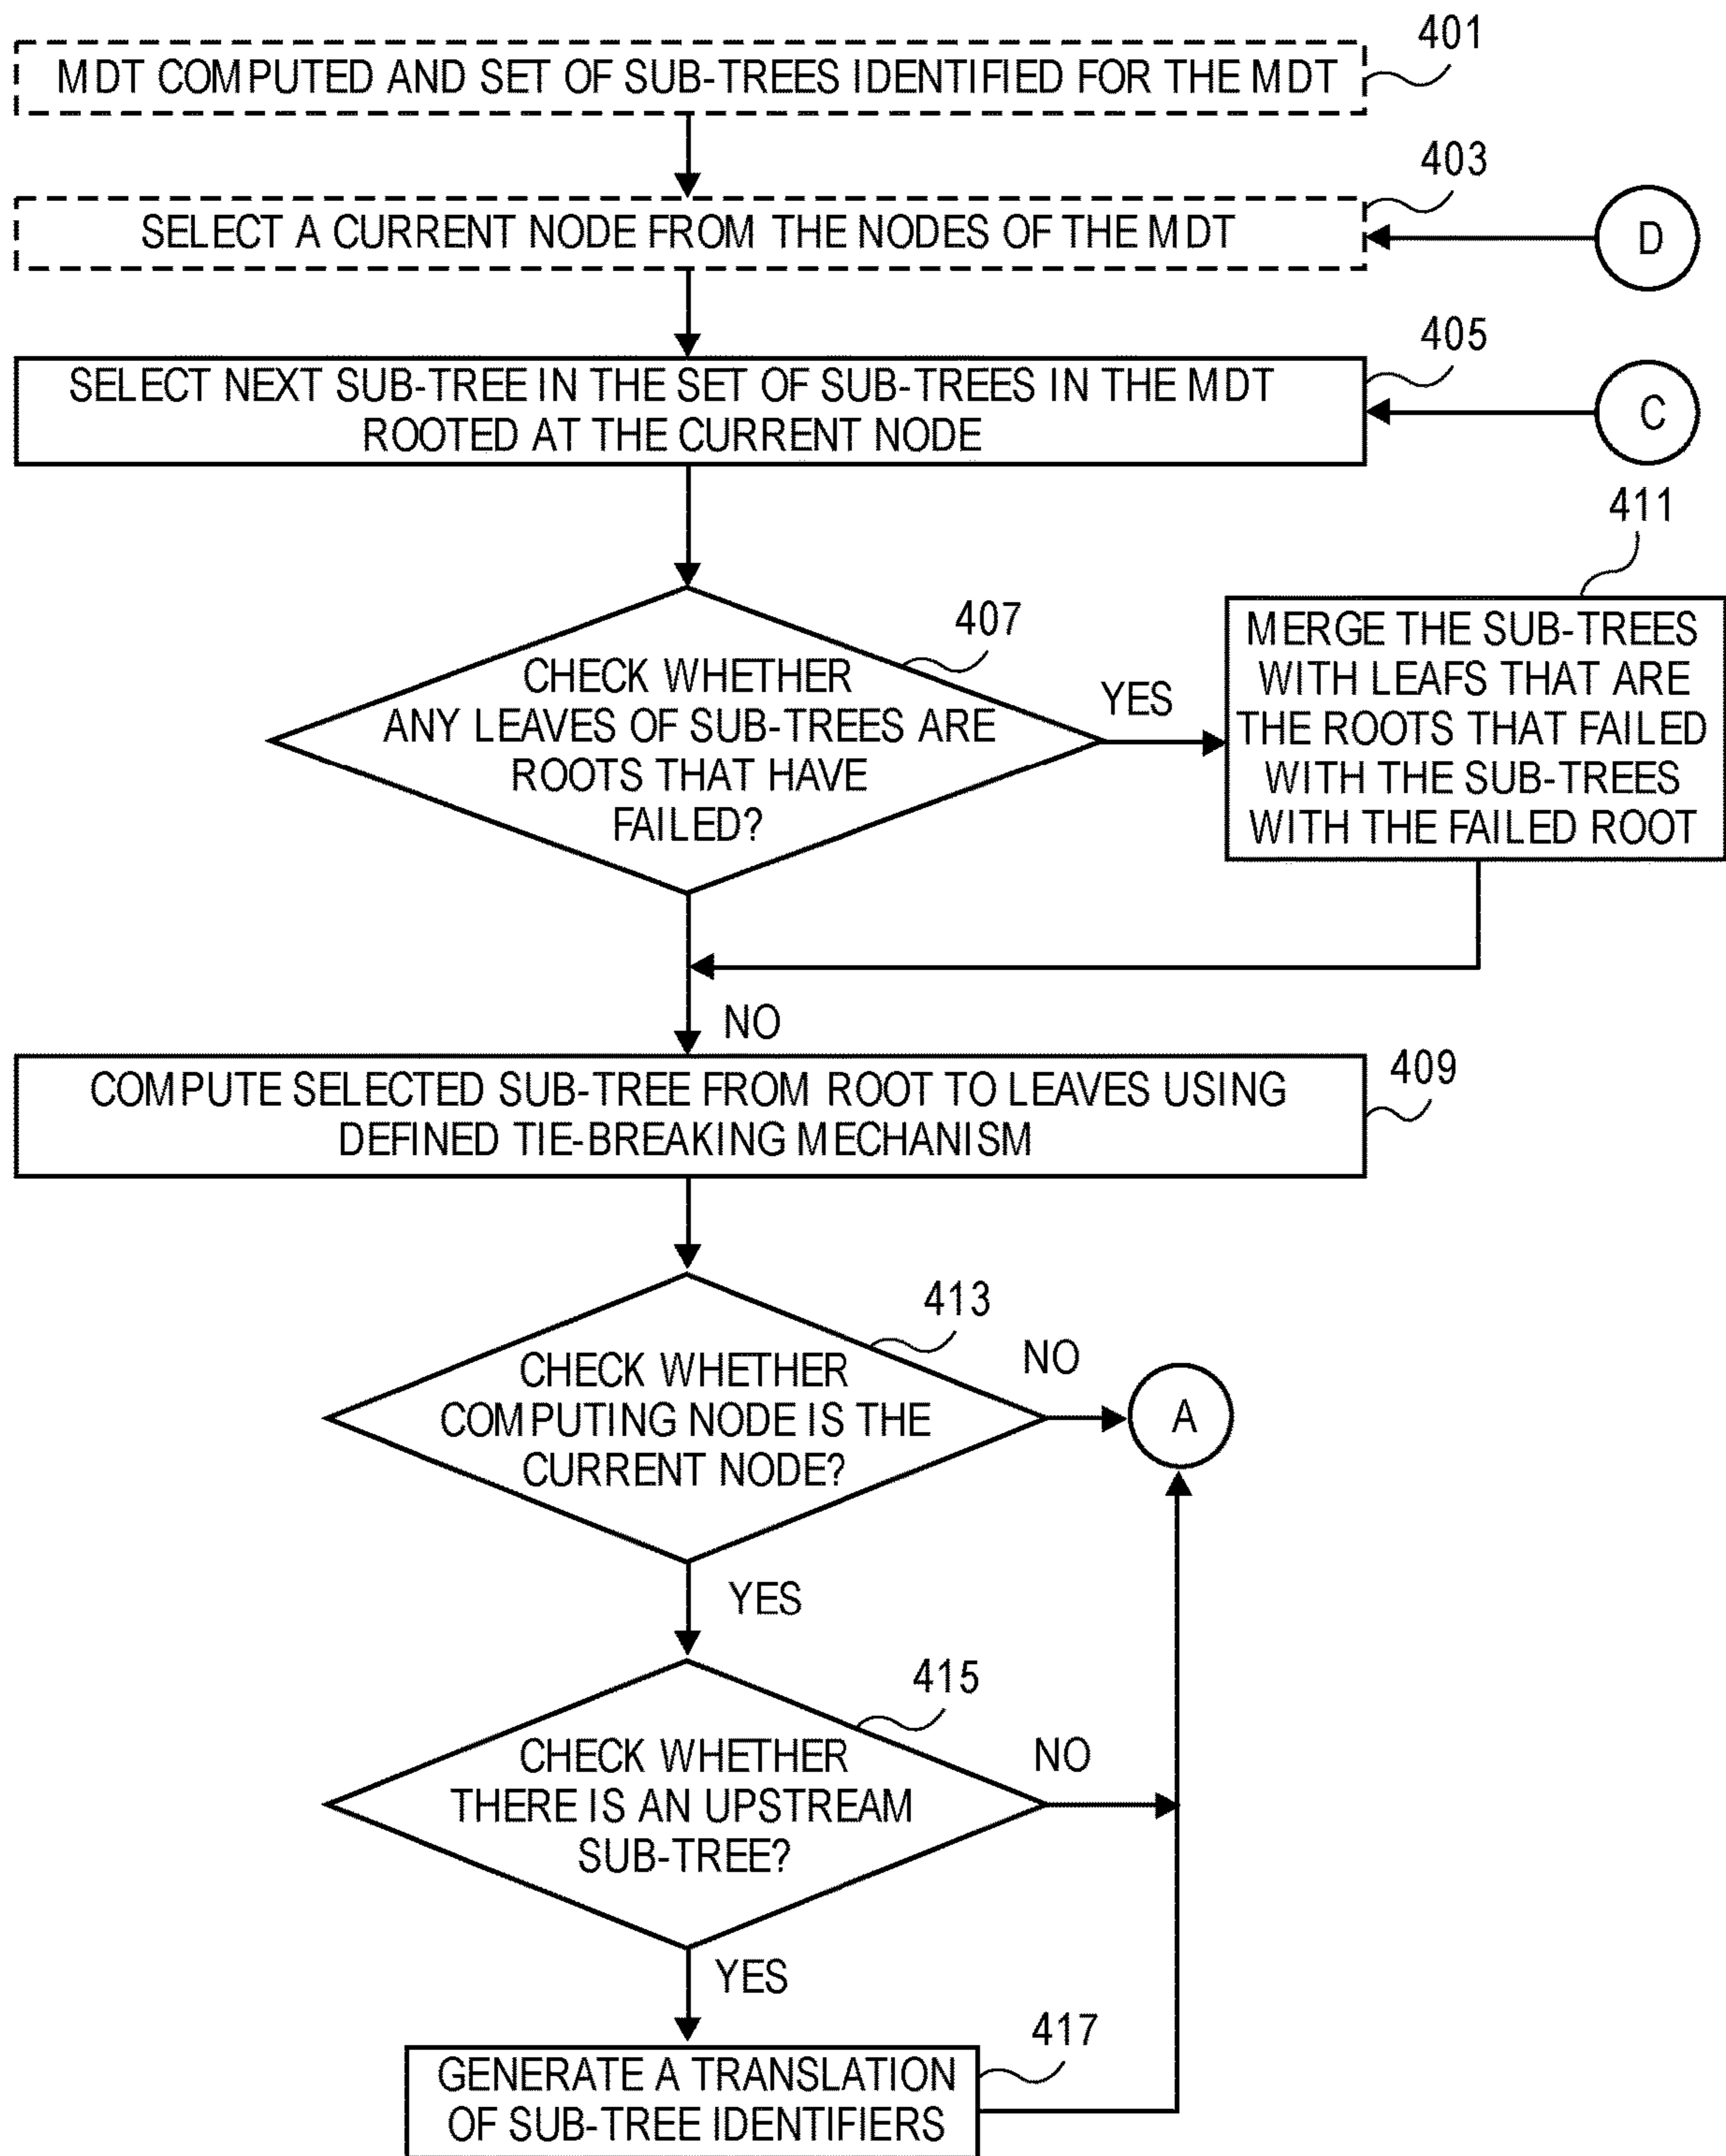 401
MDT COMPUTED AND SET OF SUB-TREES IDENTIFIED FOR THE MDT
403
SELECT A CURRENT NODE FROM THE NODES OF THE MDT
D
405
SELECT NEXT SUB-TREE IN THE SET OF SUB-TREES IN THE MDT
ROOTED AT THE CURRENT NODE
C
411
407
CHECK WHETHER
ANY LEAVES OF SUB-TREES ARE
ROOTS THAT HAVE
FAILED?
YES
MERGE THE SUB-TREES
WITH LEAFS THAT ARE
THE ROOTS THAT FAILED
WITH THE SUB-TREES
WITH THE FAILED ROOT
NO
409
COMPUTE SELECTED SUB-TREE FROM ROOT TO LEAVES USING
DEFINED TIE-BREAKING MECHANISM
413
CHECK WHETHER
COMPUTING NODE IS THE
CURRENT NODE?
NO
A
YES
415
CHECK WHETHER
THERE IS AN UPSTREAM
SUB-TREE?
NO
YES
417
GENERATE A TRANSLATION
OF SUB-TREE IDENTIFIERS